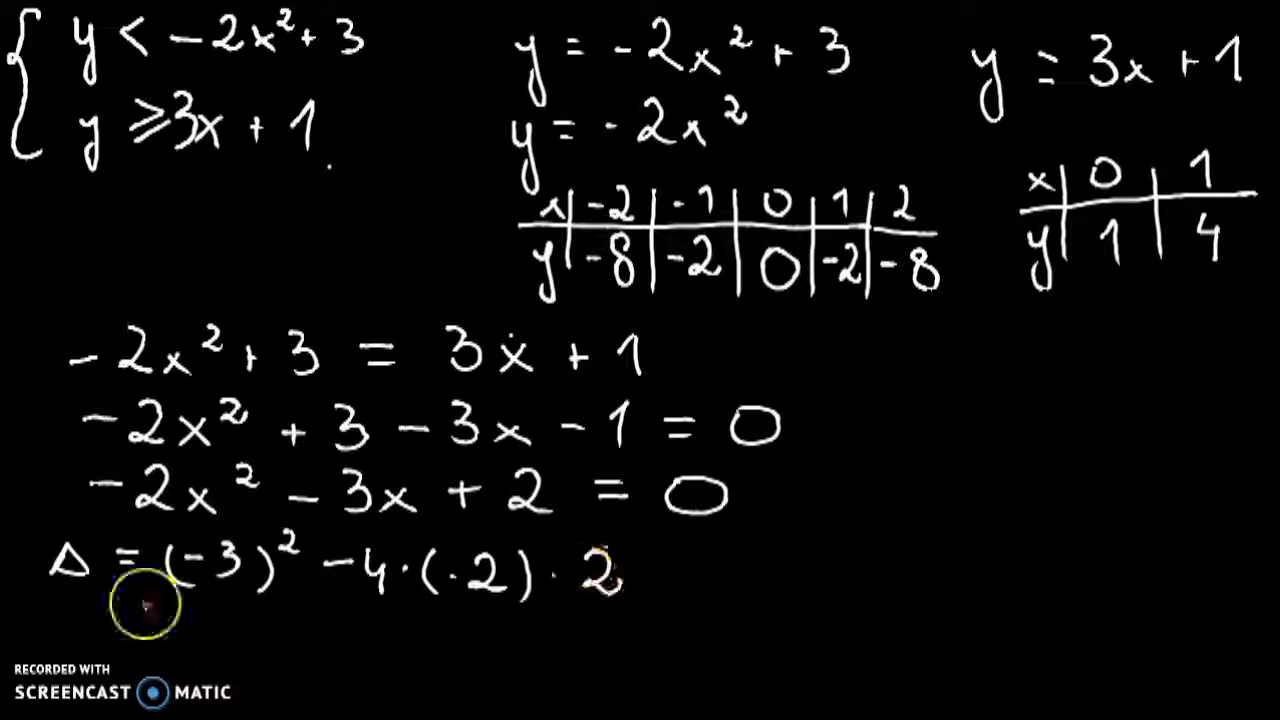 y < -2x² + 3
y ⩾ 3x + 1
y = -2x² + 3
y = -2x²
x | -2 | -1 | 0 | 1 | 2
y | -8 | -2 | 0 | -2 | -8
y = 3x + 1
x | 0 | 1
y | 1 | 4
-2x² + 3 = 3x + 1
-2x² + 3 - 3x - 1 = 0
-2x² - 3x + 2 = 0
Δ = (-3)² - 4 · (-2) · 2
RECORDED WITH
SCREENCAST MATIC